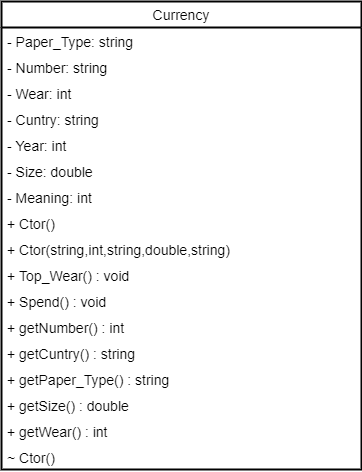 Currency
- Paper_Type: string
- Number: string
- Wear: int
- Cuntry: string
- Year: int
- Size: double
- Meaning: int
+ Ctor()
+ Ctor(string,int,string,double,string)
+ Top_Wear() : void
+ Spend() : void
+ getNumber() : int
+ getCuntry() : string
+ getPaper_Type() : string
+ getSize() : double
+ getWear() : int
~ Ctor()